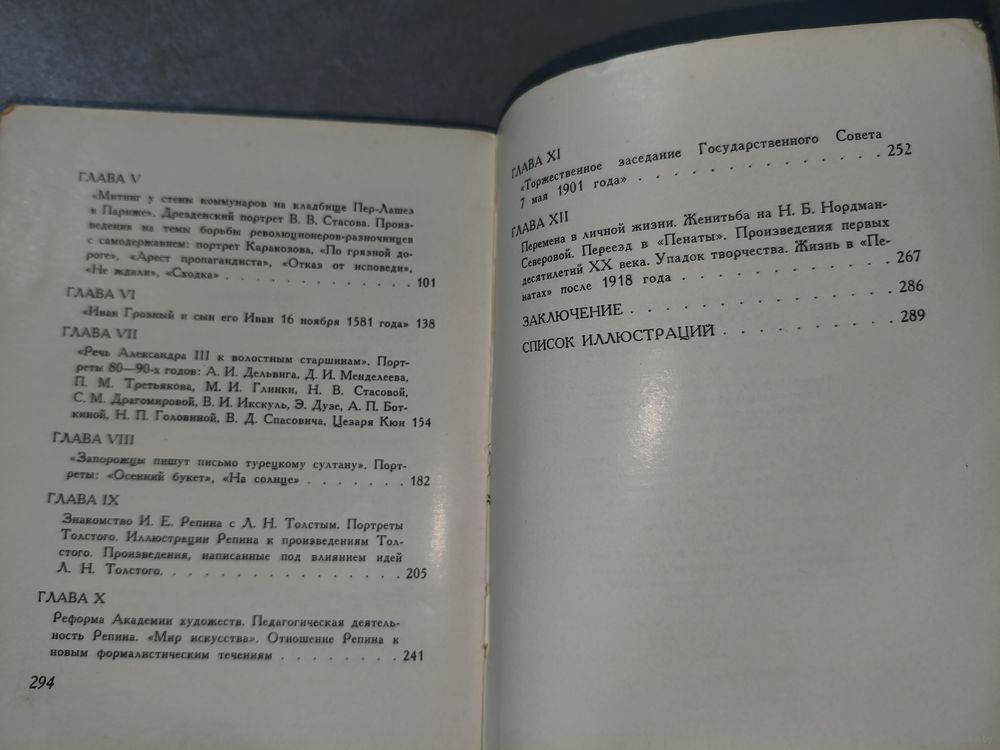 ГЛАВА V
«Митинг у стены коммунаров на кладбище Пер-Лашез
в Париже». Дрезденский портрет В. В. Стасова. Произ-
ведения на темы борьбы революционеров-разночинцев
с самодержавием: портрет Каракозова, «По грязной до-
роге», «Арест пропагандиста», «Отказ от исповеди»,
«Не ждали», «Сходка» . . . . . . . . . . . . 101
ГЛАВА VI
«Иван Грозный и сын его Иван 16 ноября 1581 года» 138
ГЛАВА VII
«Речь Александра III к волостным старшинам». Порт-
реты 80—90-х годов: А. И. Дельвига, Д. И. Менделеева,
П. М. Третьякова, М. И. Глинки, Н. В. Стасовой,
С. М. Драгомировой, В. И. Икскуль, Э. Дузе, А. П. Бот-
киной, Н. П. Головиной, В. Д. Спасовича, Цезаря Кюи 154
ГЛАВА VIII
«Запорожцы пишут письмо турецкому султану». Порт-
реты: «Осенний букет», «На солнце» . . . . . . . 182
ГЛАВА IX
Знакомство И. Е. Репина с Л. Н. Толстым. Портреты
Толстого. Иллюстрации Репина к произведениям Тол-
стого. Произведения, написанные под влиянием идей
Л. Н. Толстого. . . . . . . . . . . . . . . 205
ГЛАВА X
Реформа Академии художеств. Педагогическая деятель-
ность Репина. «Мир искусства». Отношение Репина к
новым формалистическим течениям . . . . . . . . 241
294
ГЛАВА XI
«Торжественное заседание Государственного Совета
7 мая 1901 года» . . . . . . . . . . . . 252
ГЛАВА XII
Перемена в личной жизни. Женитьба на Н. Б. Нордман-
Северовой. Переезд в «Пенаты». Произведения первых
десятилетий XX века. Упадок творчества. Жизнь в «Пе-
натах» после 1918 года . . . . . . . . . . . 267
ЗАКЛЮЧЕНИЕ . . . . . . . . . . . . 286
СПИСОК ИЛЛЮСТРАЦИЙ . . . . . . . . . 289